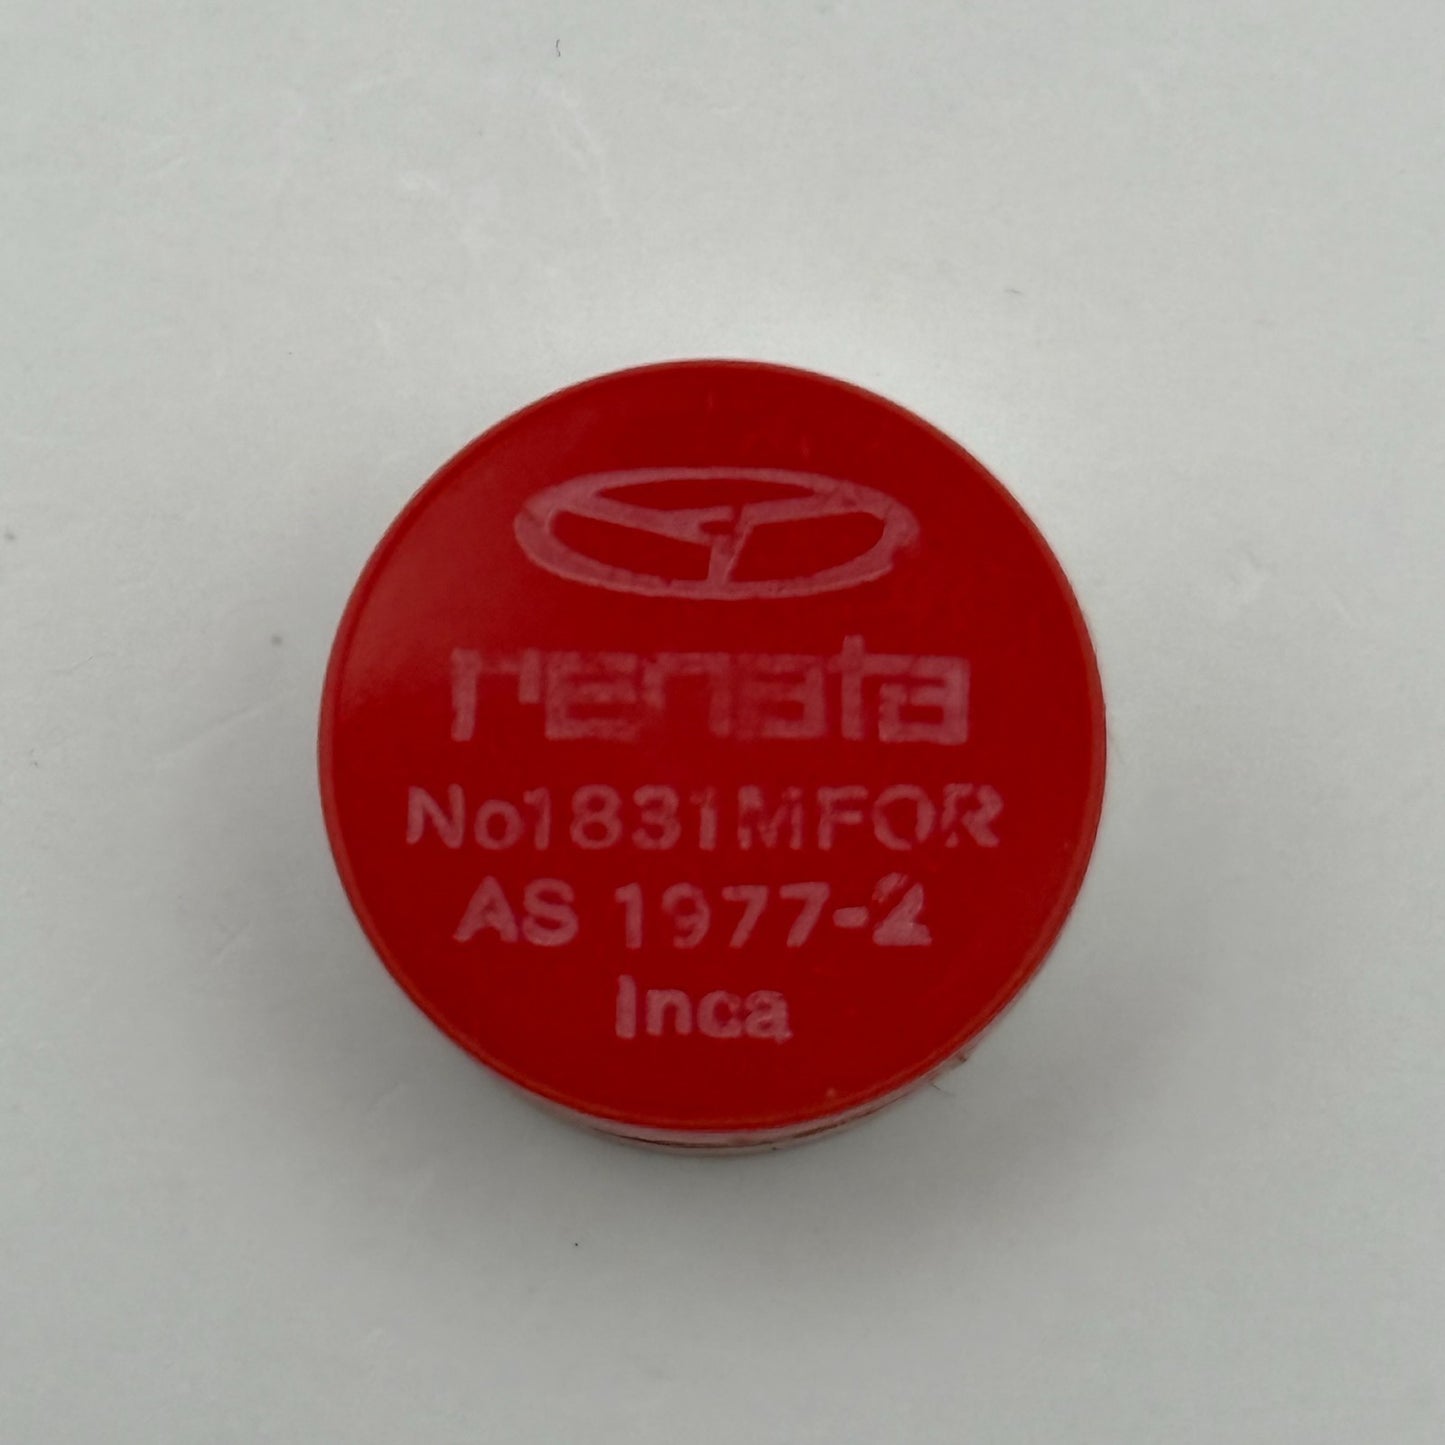 renata
No1831MFOR
AS 1977-2
Inca